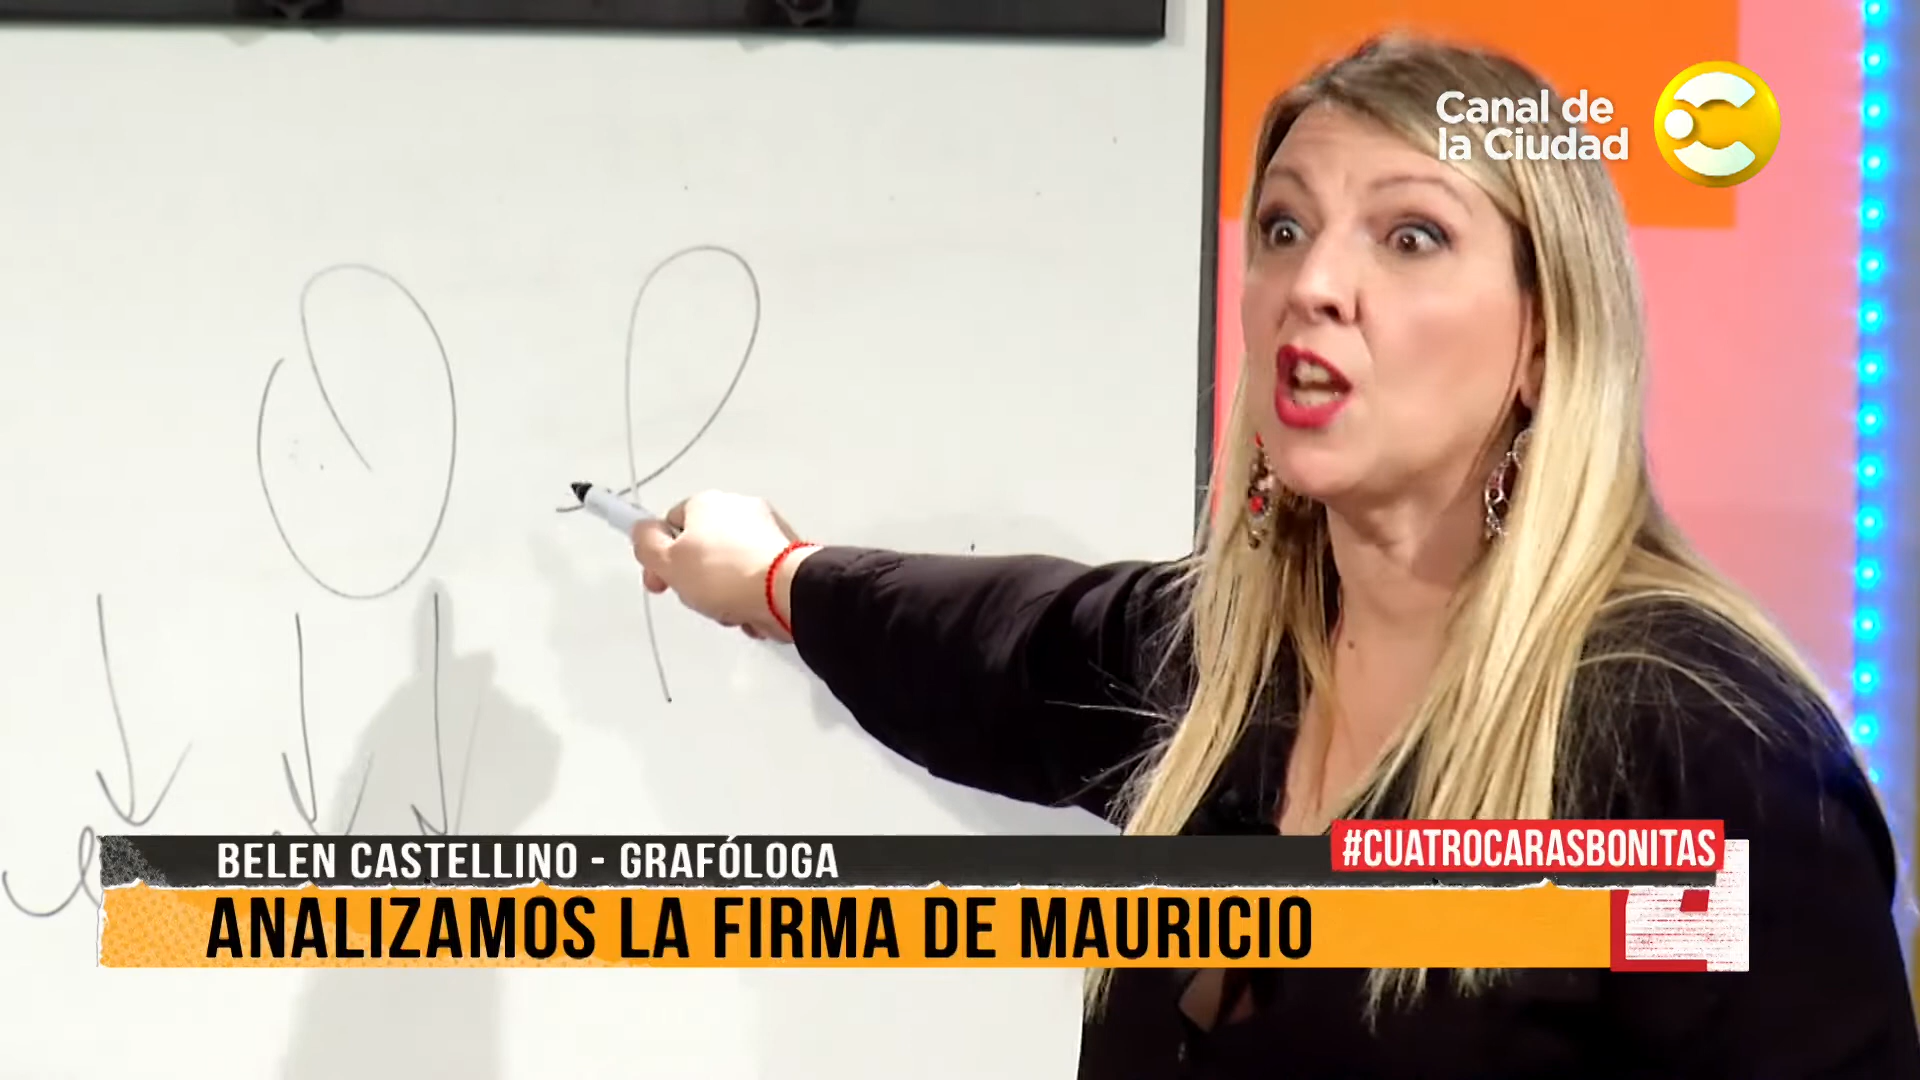 Canal de
la Ciudad
#CUATROCARASBONITAS
BELEN CASTELLINO - GRAFÓLOGA
ANALIZAMOS LA FIRMA DE MAURICIO